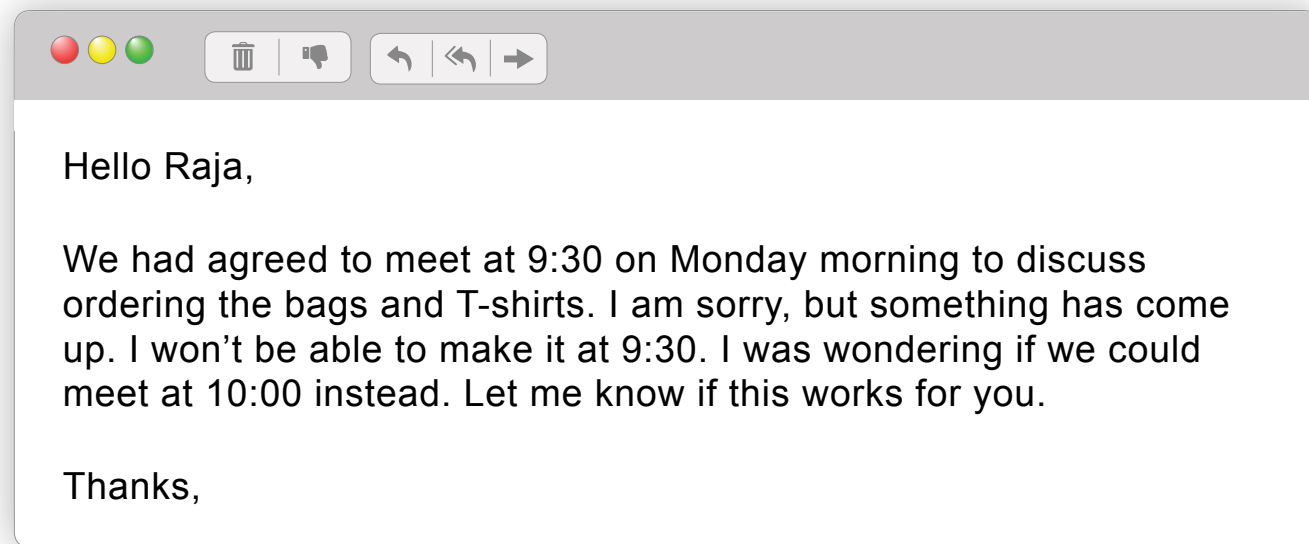 Hello Raja,
We had agreed to meet at 9:30 on Monday morning to discuss
ordering the bags and T-shirts. I am sorry, but something has come
up. I won’t be able to make it at 9:30. I was wondering if we could
meet at 10:00 instead. Let me know if this works for you.
Thanks,